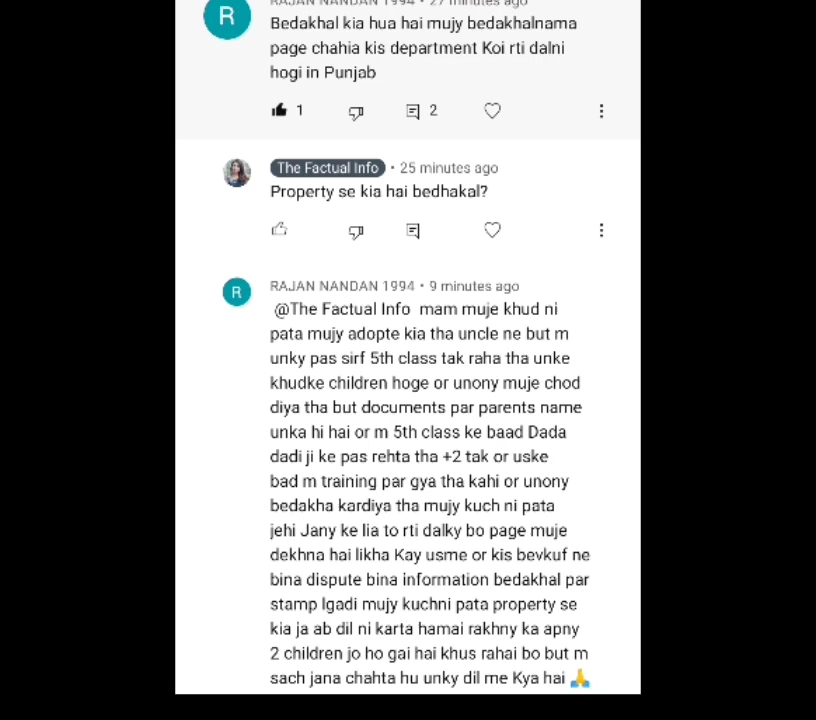 R
RAJAN NANDAN 1994 • 27 minutes ago
Bedakhal kia hua hai mujy bedakhalnama
page chahia kis department Koi rti dalni
hogi in Punjab
1
2
The Factual Info • 25 minutes ago
Property se kia hai bedhakal?
R
RAJAN NANDAN 1994 • 9 minutes ago
@The Factual Info mam muje khud ni
pata mujy adopte kia tha uncle ne but m
unky pas sirf 5th class tak raha tha unke
khudke children hoge or unony muje chod
diya tha but documents par parents name
unka hi hai or m 5th class ke baad Dada
dadi ji ke pas rehta tha +2 tak or uske
bad m training par gya tha kahi or unony
bedakha kardiya tha mujy kuch ni pata
jehi Jany ke lia to rti dalky bo page muje
dekhna hai likha Kay usme or kis bevkuf ne
bina dispute bina information bedakhal par
stamp lgadi mujy kuchni pata property se
kia ja ab dil ni karta hamai rakhny ka apny
2 children jo ho gai hai khus rahai bo but m
sach jana chahta hu unky dil me Kya hai 🙏